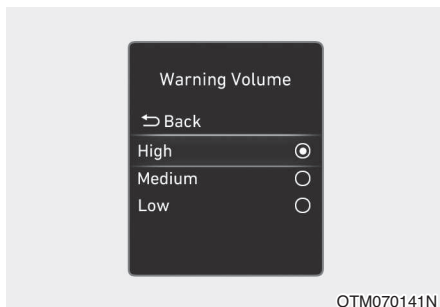 Warning Volume
Back
High
Medium
Low
OTM070141N